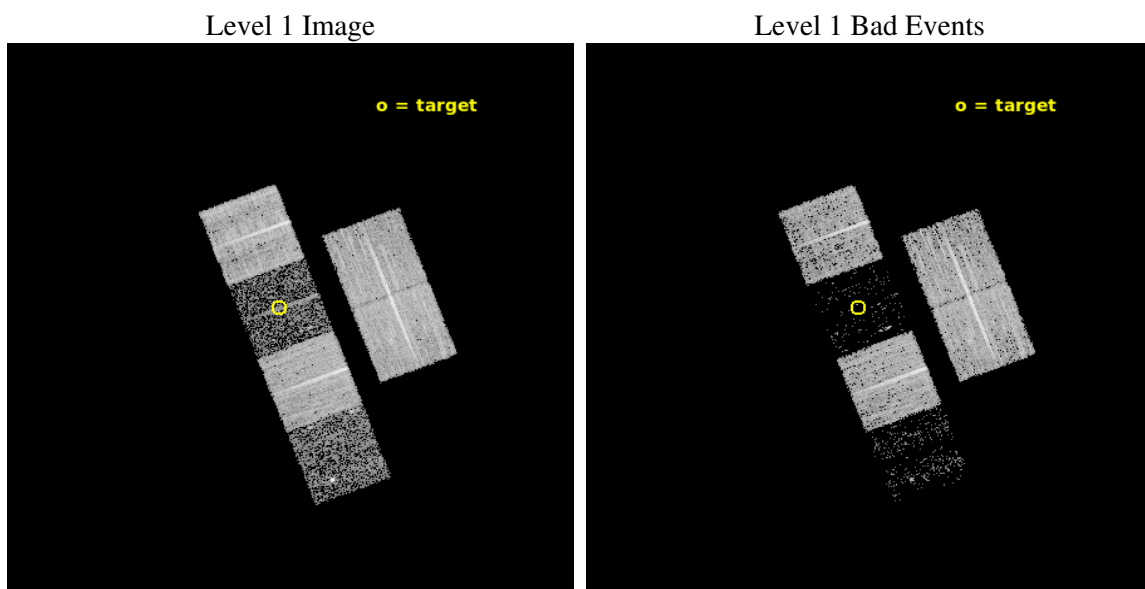 Level 1 Image
Level 1 Bad Events
o = target
o = target